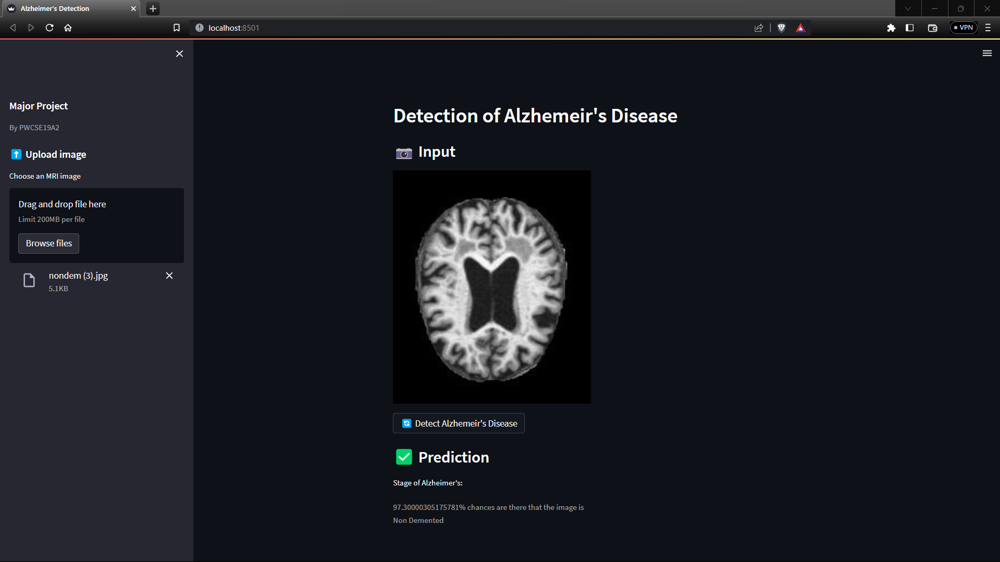 Alzheimer's Detection
localhost:8501
VPN
Major Project
By PWCSE19A2
Upload image
Choose an MRI image
Drag and drop file here
Limit 200MB per file
Browse files
nondem (3).jpg
5.1KB
Detection of Alzhemeir's Disease
Input
Detect Alzhemeir's Disease
Prediction
Stage of Alzheimer's:
97.30000305175781% chances are there that the image is
Non Demented